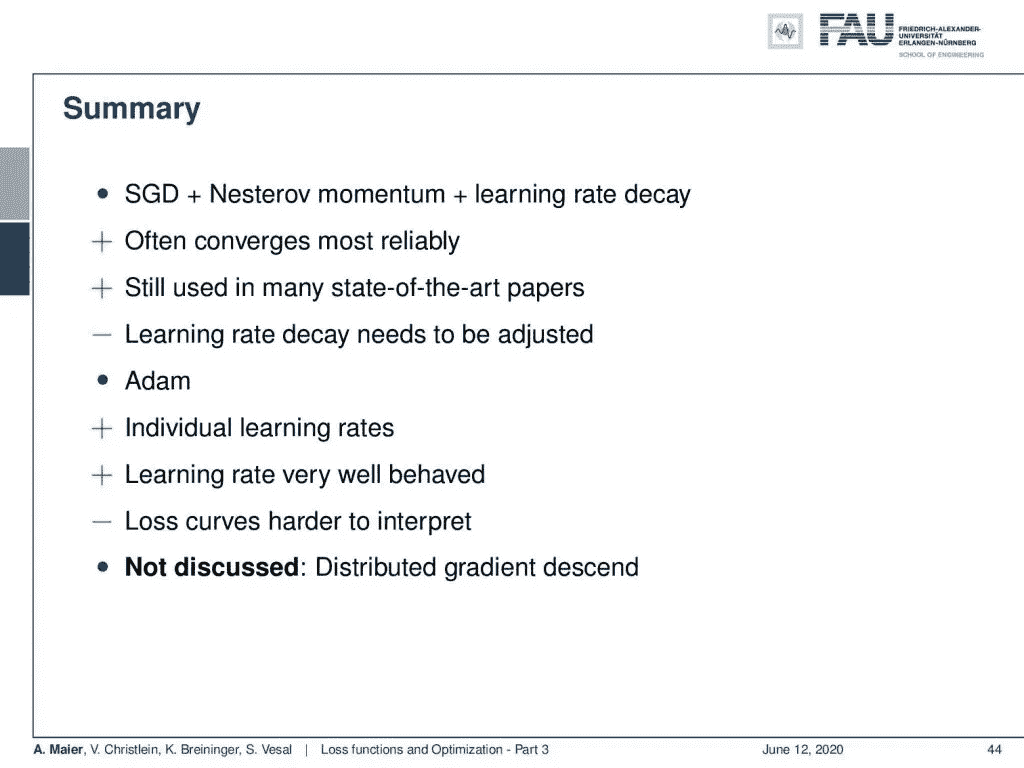 FAU
FRIEDRICH-ALEXANDER-
UNIVERSITÄT
ERLANGEN-NÜRNBERG
SCHOOL OF ENGINEERING
Summary
• SGD + Nesterov momentum + learning rate decay
+ Often converges most reliably
+ Still used in many state-of-the-art papers
− Learning rate decay needs to be adjusted
• Adam
+ Individual learning rates
+ Learning rate very well behaved
− Loss curves harder to interpret
• Not discussed: Distributed gradient descend
A. Maier, V. Christlein, K. Breininger, S. Vesal | Loss functions and Optimization - Part 3 June 12, 2020 44